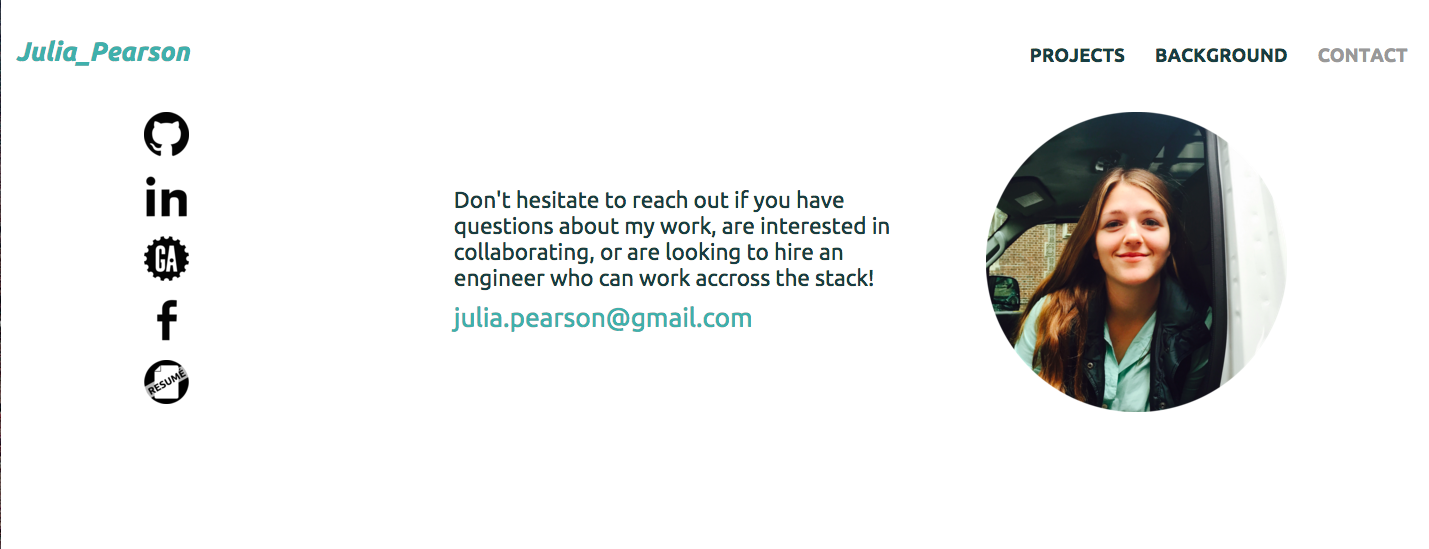 Julia_Pearson
PROJECTS BACKGROUND CONTACT
in
GA
f
RESUMÉ
Don't hesitate to reach out if you have
questions about my work, are interested in
collaborating, or are looking to hire an
engineer who can work accross the stack!
julia.pearson@gmail.com